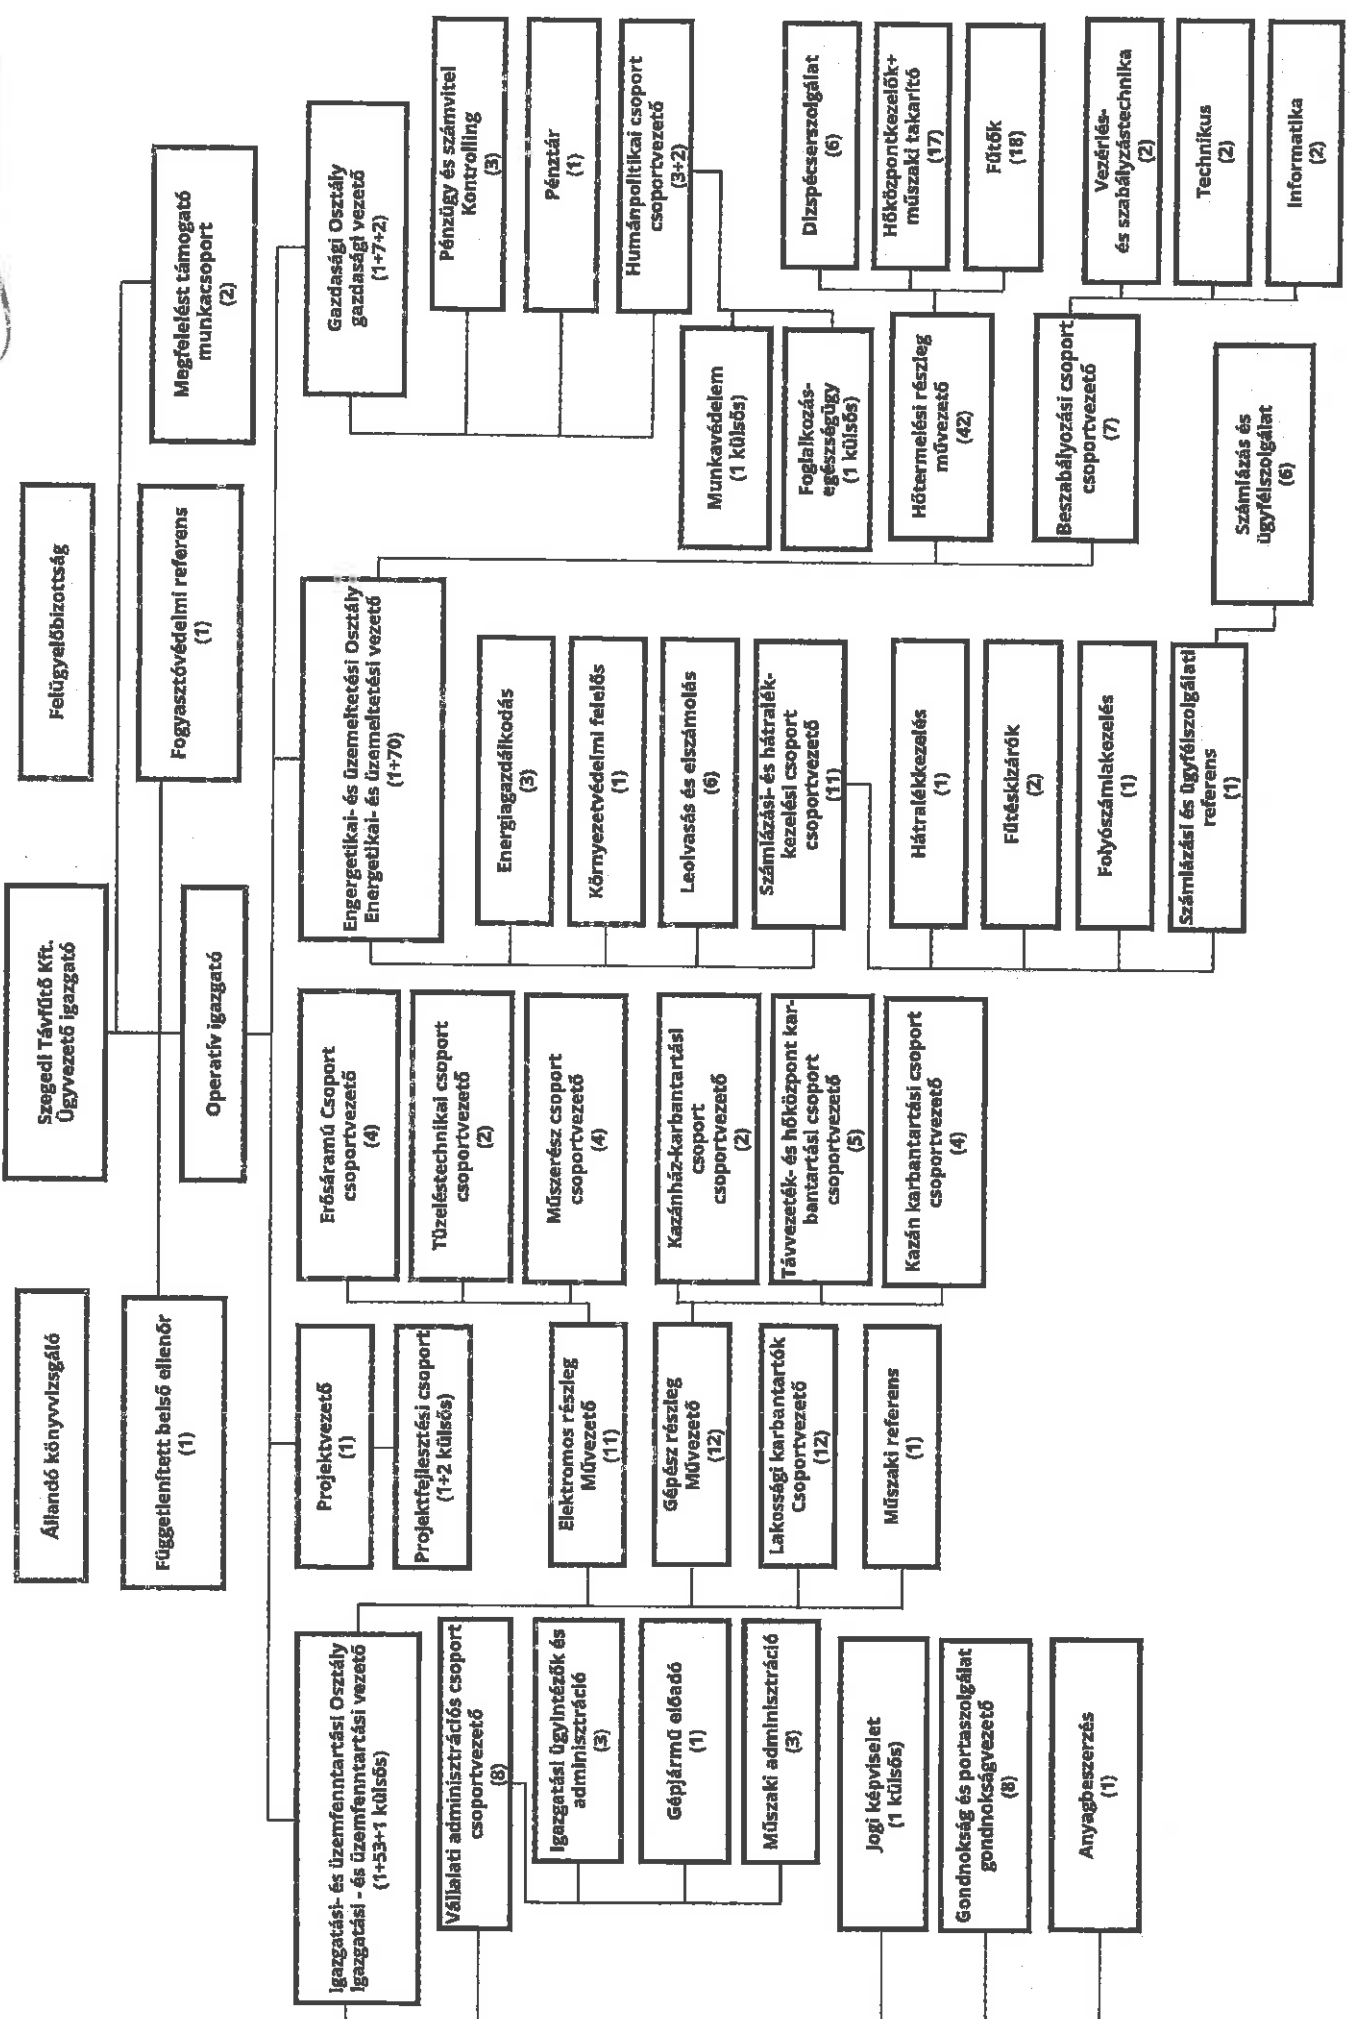 Állandó könyvvizsgáló
Szegedi Távfűtő Kft.
Ügyvezető igazgató
Felügyelőbizottság
Függetlenített belső ellenőr
(1)
Fogyasztóvédelmi referens
(1)
Megfelelést támogató
munkacsoport
(2)
Operatív igazgató
Igazgatási- és üzemfenntartási Osztály
Igazgatási - és üzemfenntartási vezető
(1+53+1 külsős)
Vállalati adminisztrációs csoport
csoportvezető
(8)
Igazgatási ügyintézők és
adminisztráció
(3)
Gépjármű előadó
(1)
Műszaki adminisztráció
(3)
Jogi képviselet
(1 külsős)
Gondnokság és portaszolgálat
gondnokságvezető
(8)
Anyagbeszerzés
(1)
Projektvezető
(1)
Projektfejlesztési csoport
(1+2 külsős)
Elektromos részleg
Művezető
(11)
Gépész részleg
Művezető
(12)
Lakossági karbantartók
Csoportvezető
(12)
Műszaki referens
(1)
Erősáramú Csoport
csoportvezető
(4)
Tüzeléstechnikai csoport
csoportvezető
(2)
Műszerész csoport
csoportvezető
(4)
Kazánház-karbantartási
csoport
csoportvezető
(2)
Távvezeték- és hőközpont kar-
bantartási csoport
csoportvezető
(5)
Kazán karbantartási csoport
csoportvezető
(4)
Engergetikai- és üzemeltetési Osztály
Energetikai- és üzemeltetési vezető
(1+70)
Energiagazdálkodás
(3)
Környezetvédelmi felelős
(1)
Leolvasás és elszámolás
(6)
Számlázási- és hátralék-
kezelési csoport
csoportvezető
(11)
Hátralékkezelés
(1)
Fűtéskizárók
(2)
Folyószámlakezelés
(1)
Számlázási és ügyfélszolgálati
referens
(1)
Számlázás és
ügyfélszolgálat
(6)
Gazdasági Osztály
gazdasági vezető
(1+7+2)
Pénzügy és számvitel
Kontrolling
(3)
Pénztár
(1)
Humánpolitikai csoport
csoportvezető
(3+2)
Munkavédelem
(1 külsős)
Foglalkozás-
egészségügy
(1 külsős)
Hőtermelési részleg
művezető
(42)
Diszpécserszolgálat
(6)
Hőközpontkezelők+
műszaki takarító
(17)
Fűtők
(18)
Beszabályozási csoport
csoportvezető
(7)
Vezérlés-
és szabályzástechnika
(2)
Technikus
(2)
Informatika
(2)